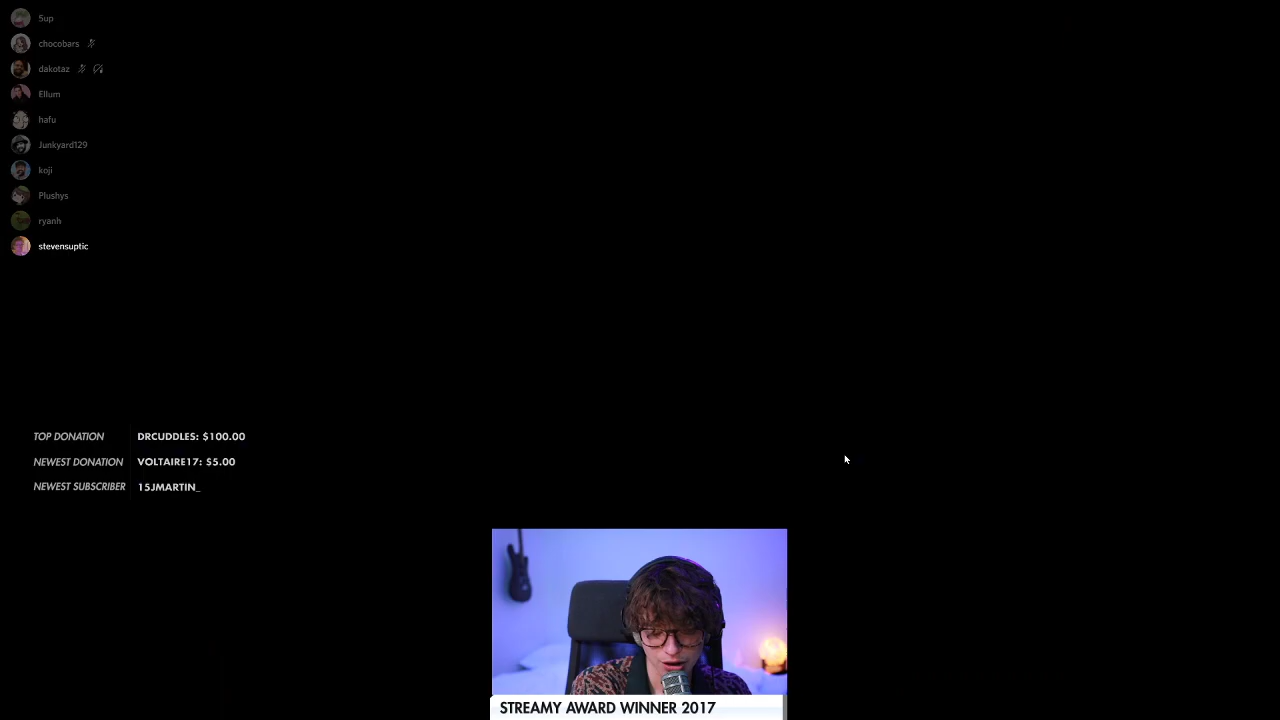 5up
chocobars
dakotaz
Ellum
hafu
Junkyard129
koji
Plushys
ryanh
stevensuptic
TOP DONATION DRCUDDLES: $100.00
NEWEST DONATION VOLTAIRE17: $5.00
NEWEST SUBSCRIBER 15JMARTIN_
STREAMY AWARD WINNER 2017